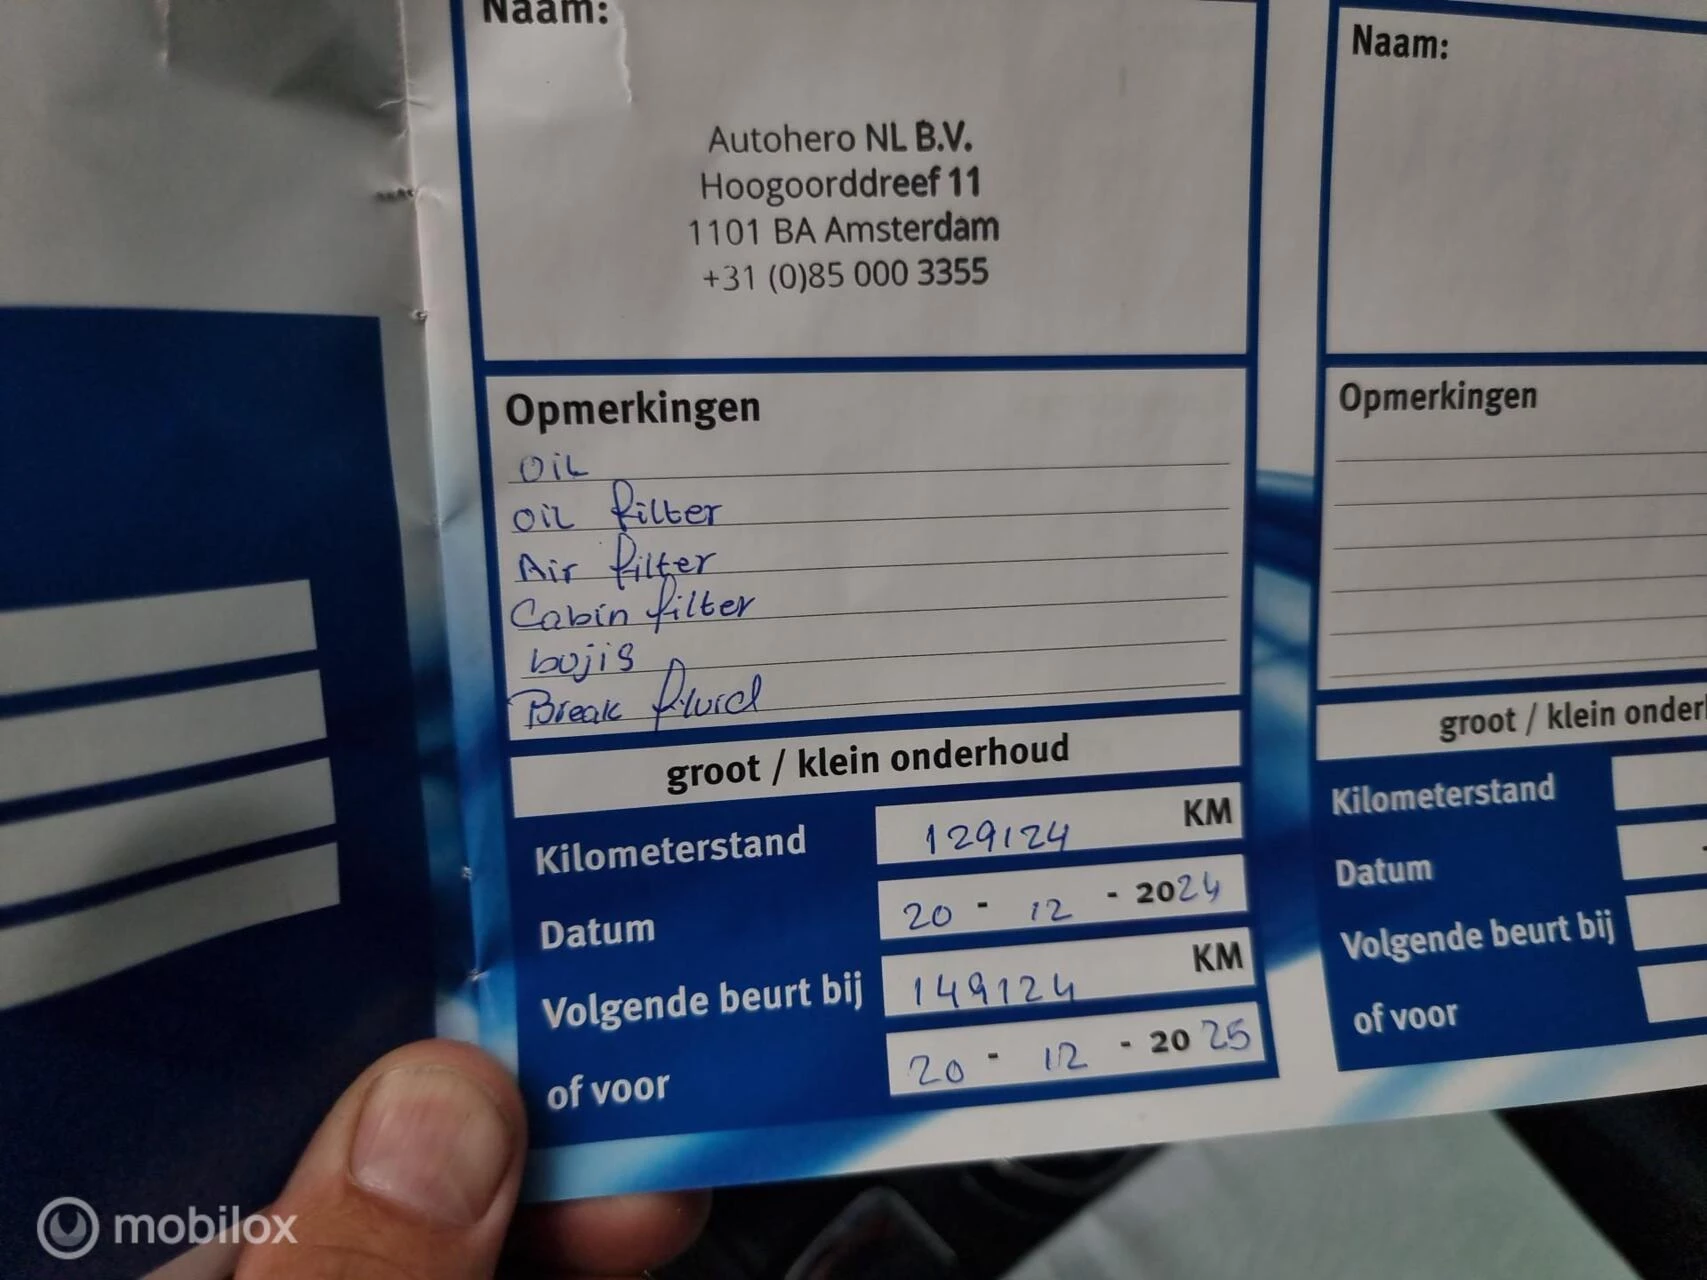 Naam:
Autohero NL B.V.
Hoogoorddreef 11
1101 BA Amsterdam
+31 (0)85 000 3355
Opmerkingen
Oil
Oil filter
Air filter
Cabin filter
bojis
Break fluid
groot / klein onderhoud
Kilometerstand 129124 KM
Datum 20 - 12 - 2024
Volgende beurt bij 149124 KM
of voor 20 - 12 - 2025
Naam:
Opmerkingen
groot / klein onder
Kilometerstand
Datum
Volgende beurt bij
of voor
mobilox